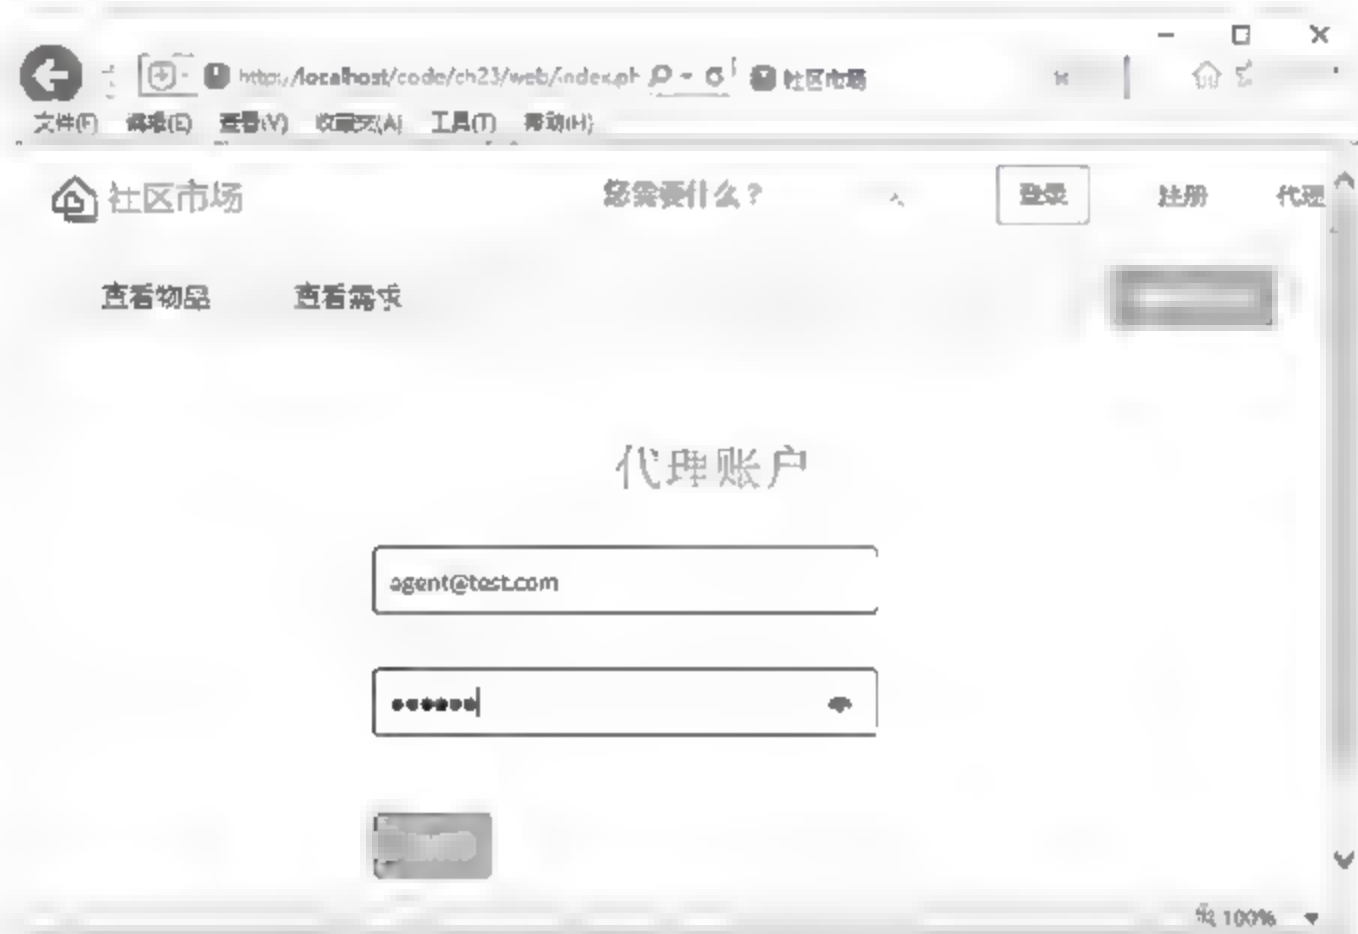 http://localhost/code/ch23/web/index.ph 社区市场
文件(F) 编辑(E) 查看(V) 收藏夹(A) 工具(T) 帮助(H)
社区市场 您需要什么？ 登录 注册 代理
查看物品 查看需求
代理账户
agent@test.com
100%